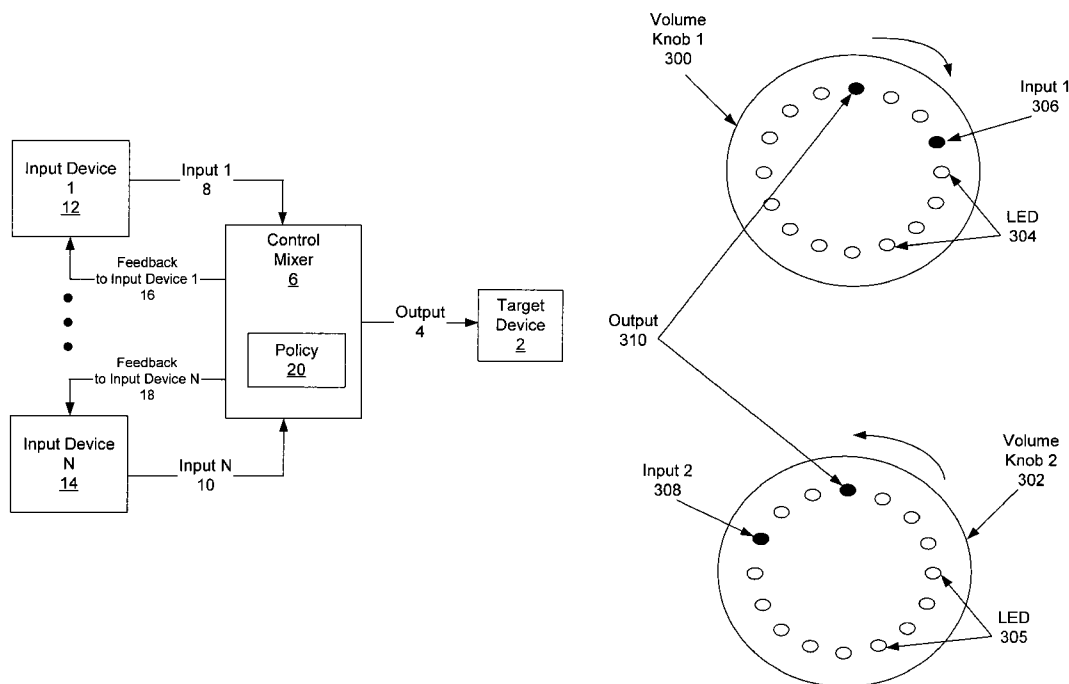 Input Device
1
12
Input 1
8
Feedback
to Input Device 1
16
Control
Mixer
6
Policy
20
Output
4
Target
Device
2
Feedback
to Input Device N
18
Input Device
N
14
Input N
10
Volume
Knob 1
300
Input 1
306
LED
304
Output
310
Input 2
308
Volume
Knob 2
302
LED
305